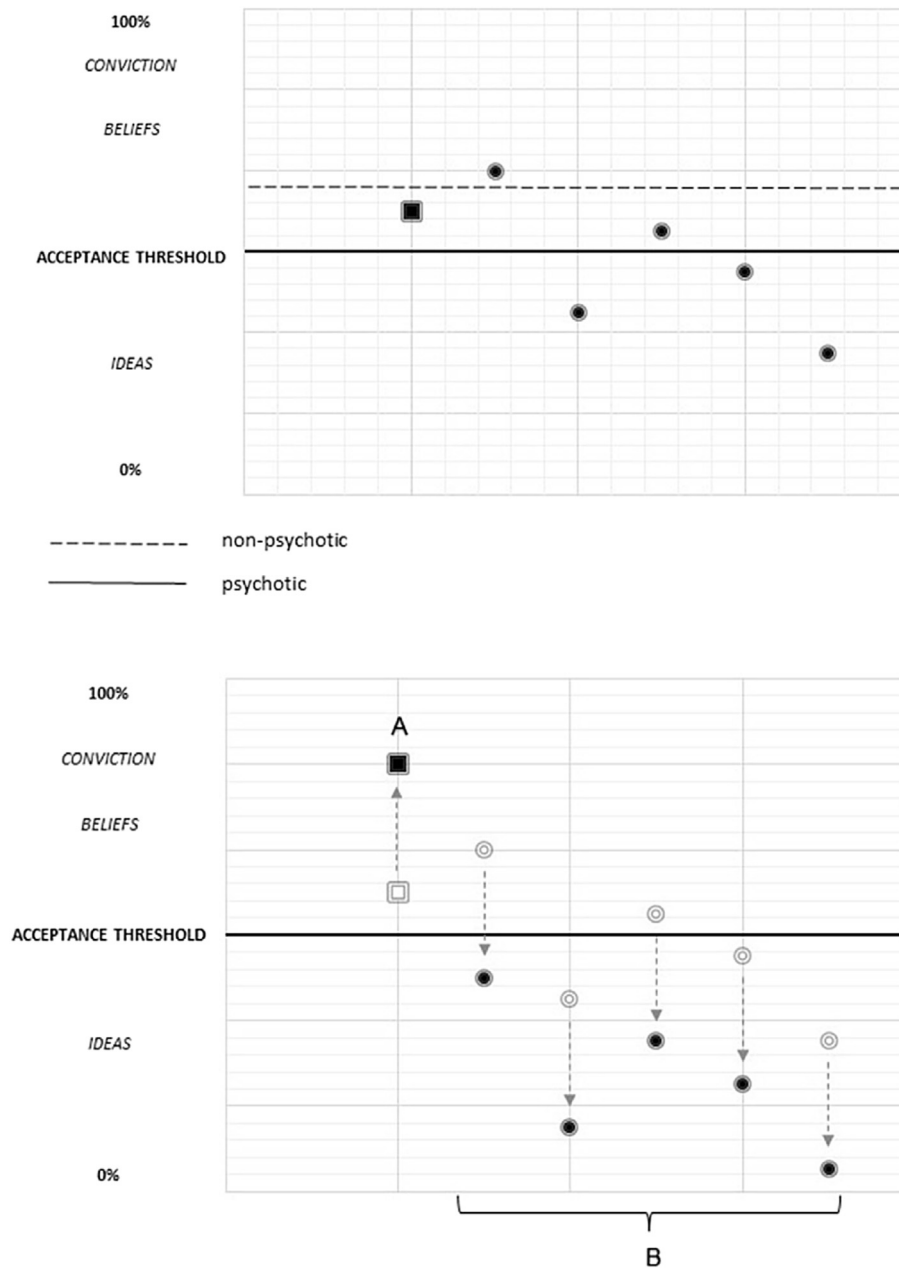 100%
CONVICTION
BELIEFS
ACCEPTANCE THRESHOLD
IDEAS
0%
non-psychotic
psychotic
100%
A
CONVICTION
BELIEFS
ACCEPTANCE THRESHOLD
IDEAS
0%
B